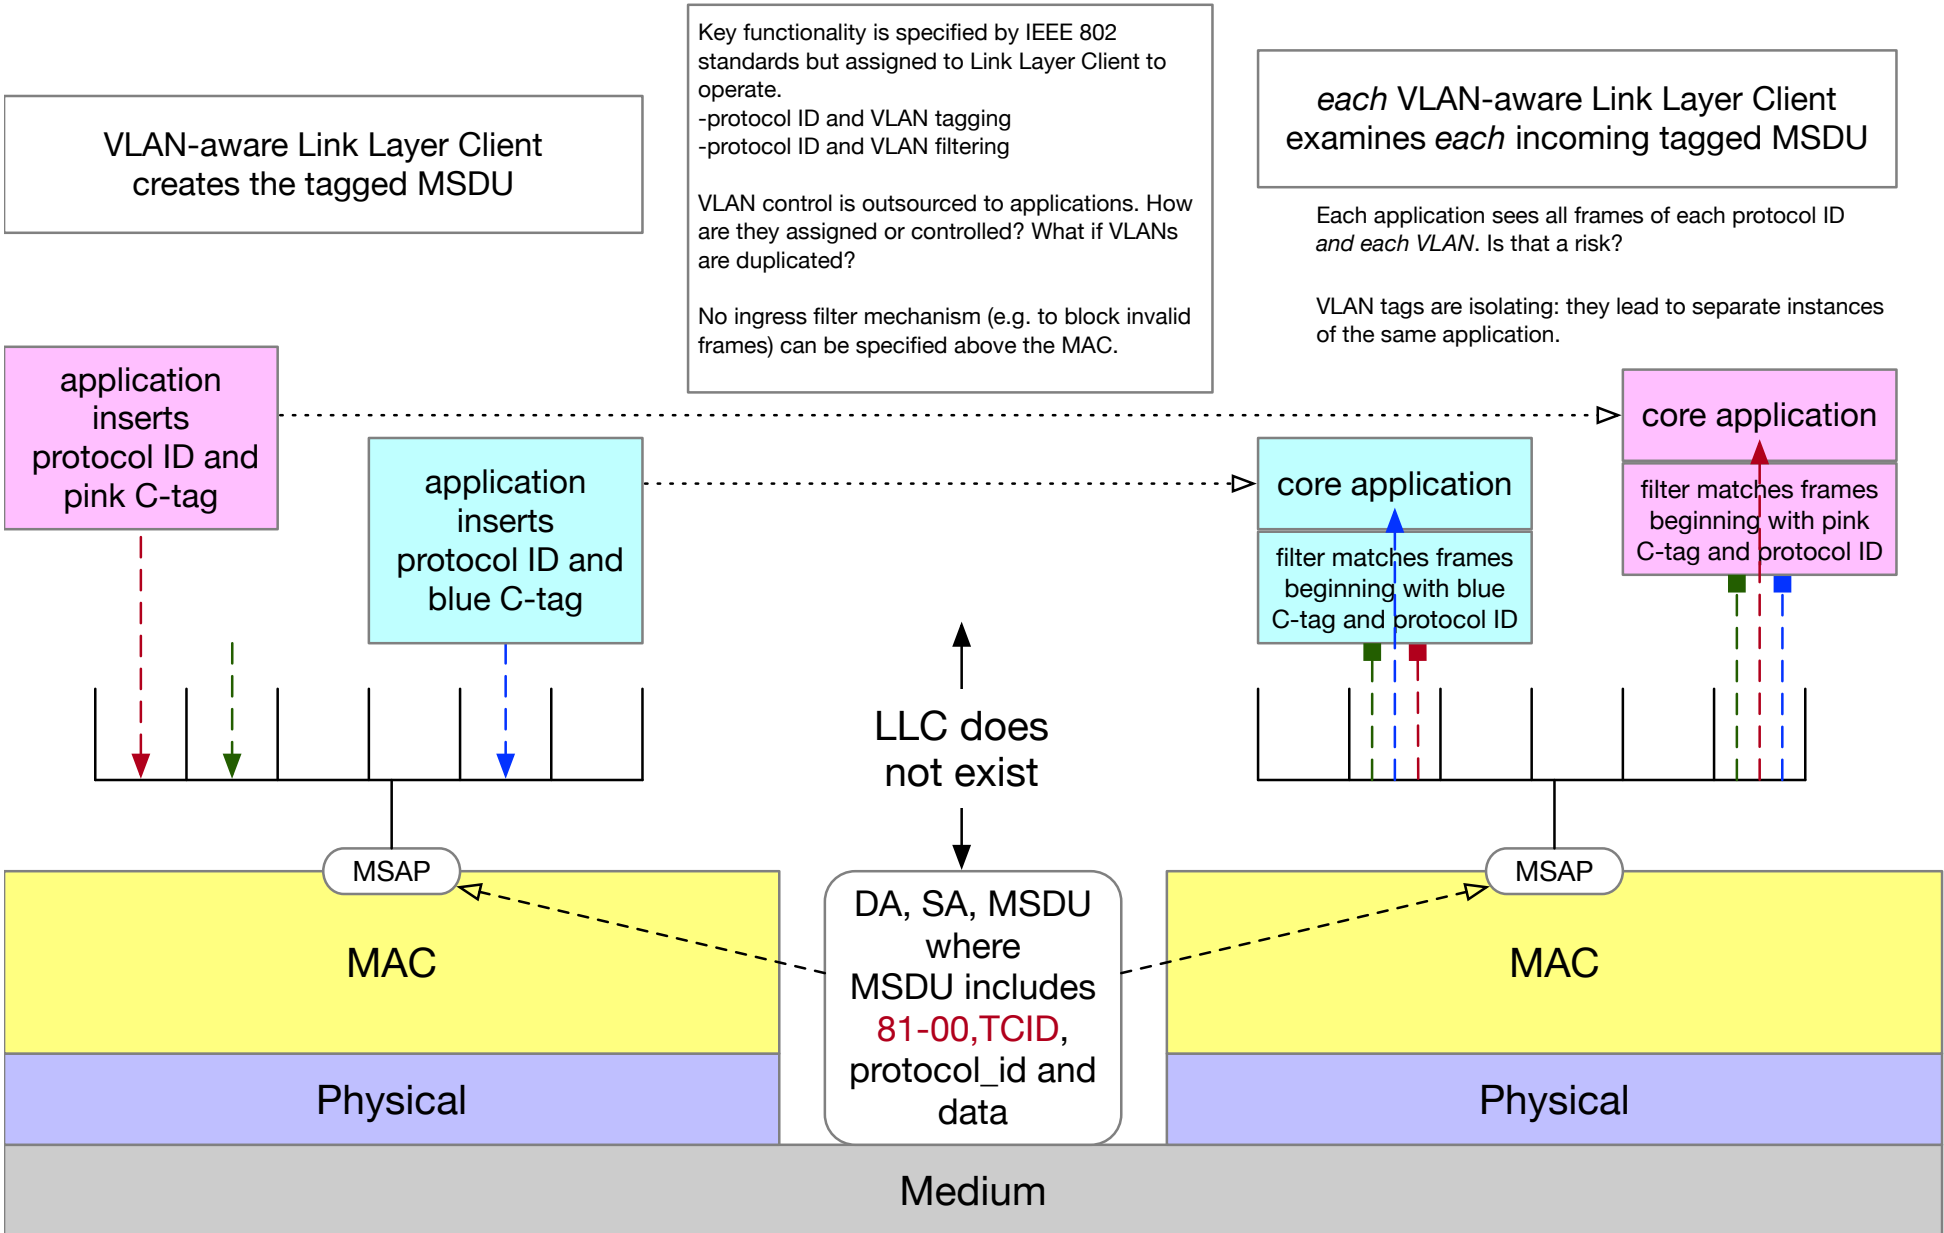 VLAN-aware Link Layer Client
creates the tagged MSDU
Key functionality is specified by IEEE 802
standards but assigned to Link Layer Client to
operate.
-protocol ID and VLAN tagging
-protocol ID and VLAN filtering
VLAN control is outsourced to applications. How
are they assigned or controlled? What if VLANs
are duplicated?
No ingress filter mechanism (e.g. to block invalid
frames) can be specified above the MAC.
each VLAN-aware Link Layer Client
examines each incoming tagged MSDU
Each application sees all frames of each protocol ID
and each VLAN. Is that a risk?
VLAN tags are isolating: they lead to separate instances
of the same application.
application
inserts
protocol ID and
pink C-tag
application
inserts
protocol ID and
blue C-tag
core application
filter matches frames
beginning with blue
C-tag and protocol ID
core application
filter matches frames
beginning with pink
C-tag and protocol ID
LLC does
not exist
MSAP
MAC
Physical
DA, SA, MSDU
where
MSDU includes
81-00,TCID,
protocol_id and
data
MSAP
MAC
Physical
Medium